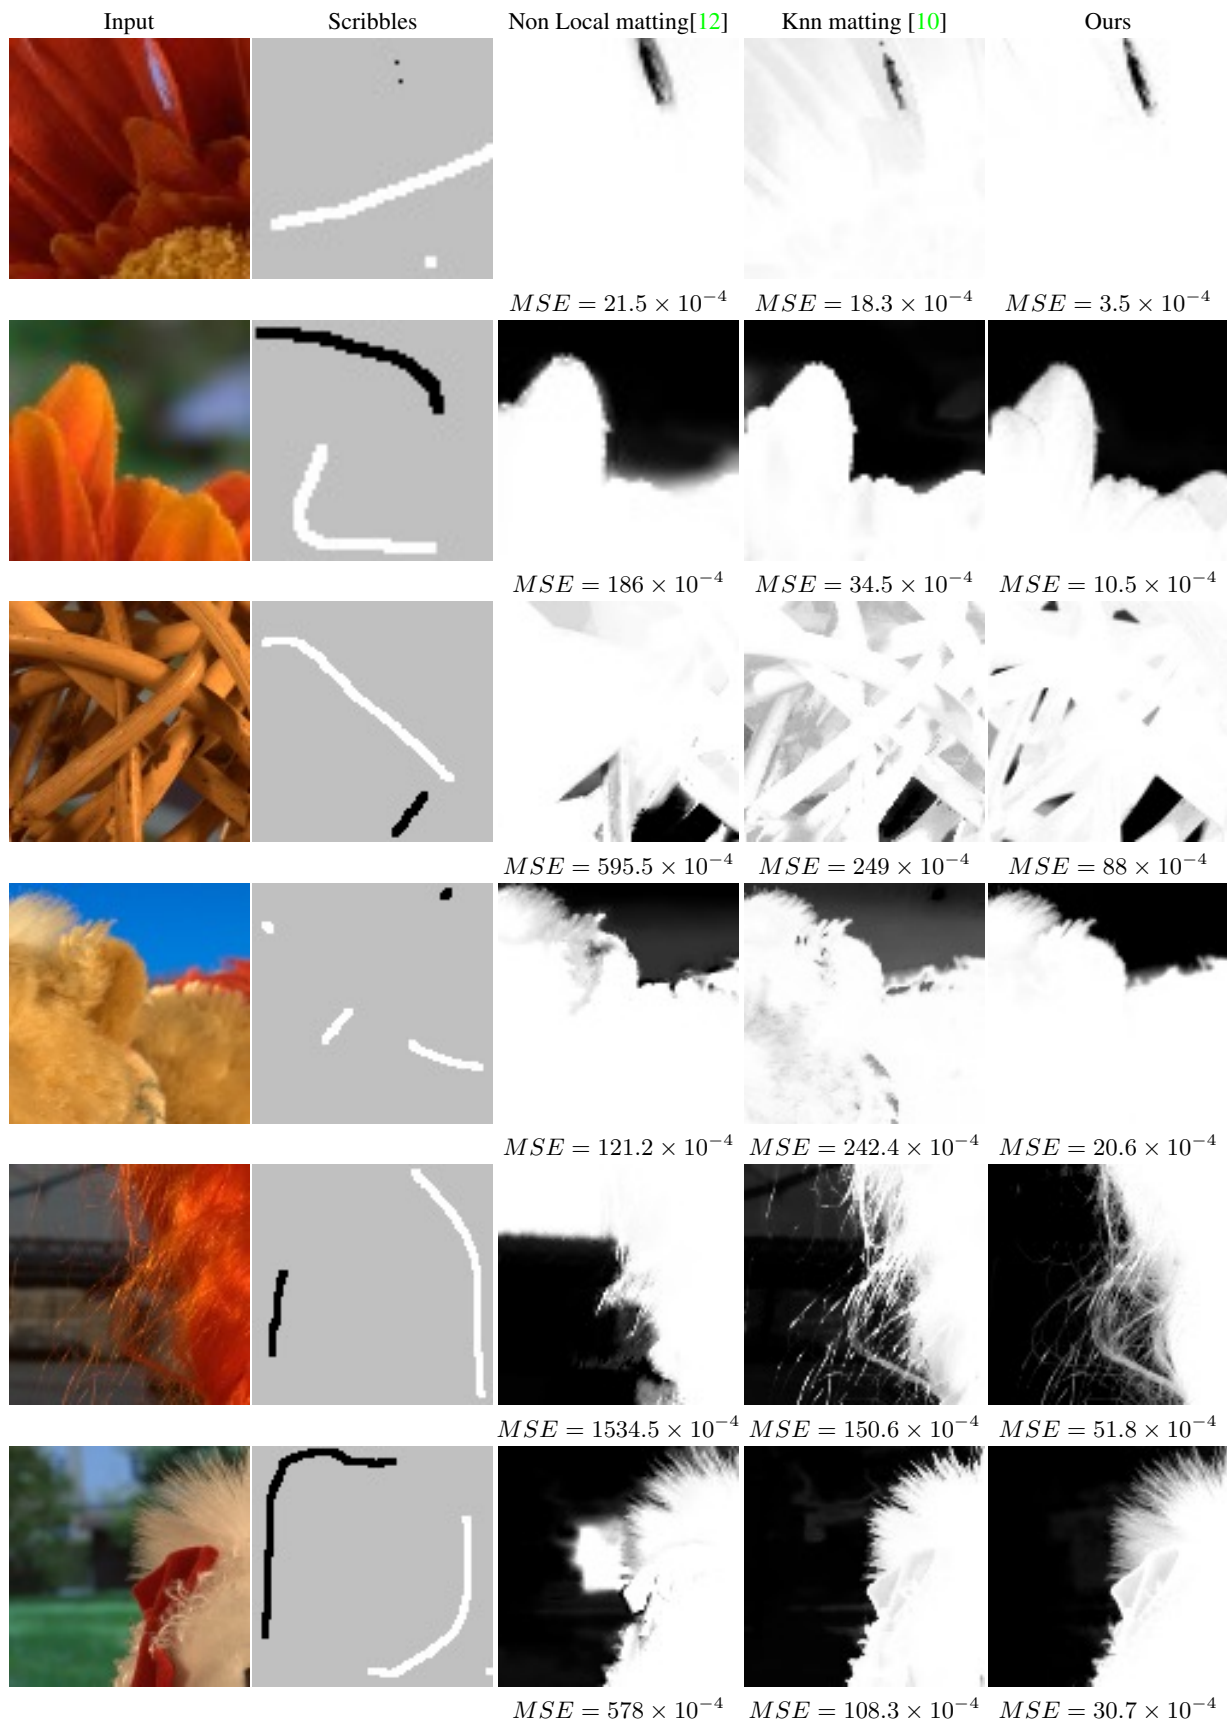 Input Scribbles Non Local matting[12] Knn matting [10] Ours
MSE = 21.5 × 10⁻⁴ MSE = 18.3 × 10⁻⁴ MSE = 3.5 × 10⁻⁴
MSE = 186 × 10⁻⁴ MSE = 34.5 × 10⁻⁴ MSE = 10.5 × 10⁻⁴
MSE = 595.5 × 10⁻⁴ MSE = 249 × 10⁻⁴ MSE = 88 × 10⁻⁴
MSE = 121.2 × 10⁻⁴ MSE = 242.4 × 10⁻⁴ MSE = 20.6 × 10⁻⁴
MSE = 1534.5 × 10⁻⁴ MSE = 150.6 × 10⁻⁴ MSE = 51.8 × 10⁻⁴
MSE = 578 × 10⁻⁴ MSE = 108.3 × 10⁻⁴ MSE = 30.7 × 10⁻⁴